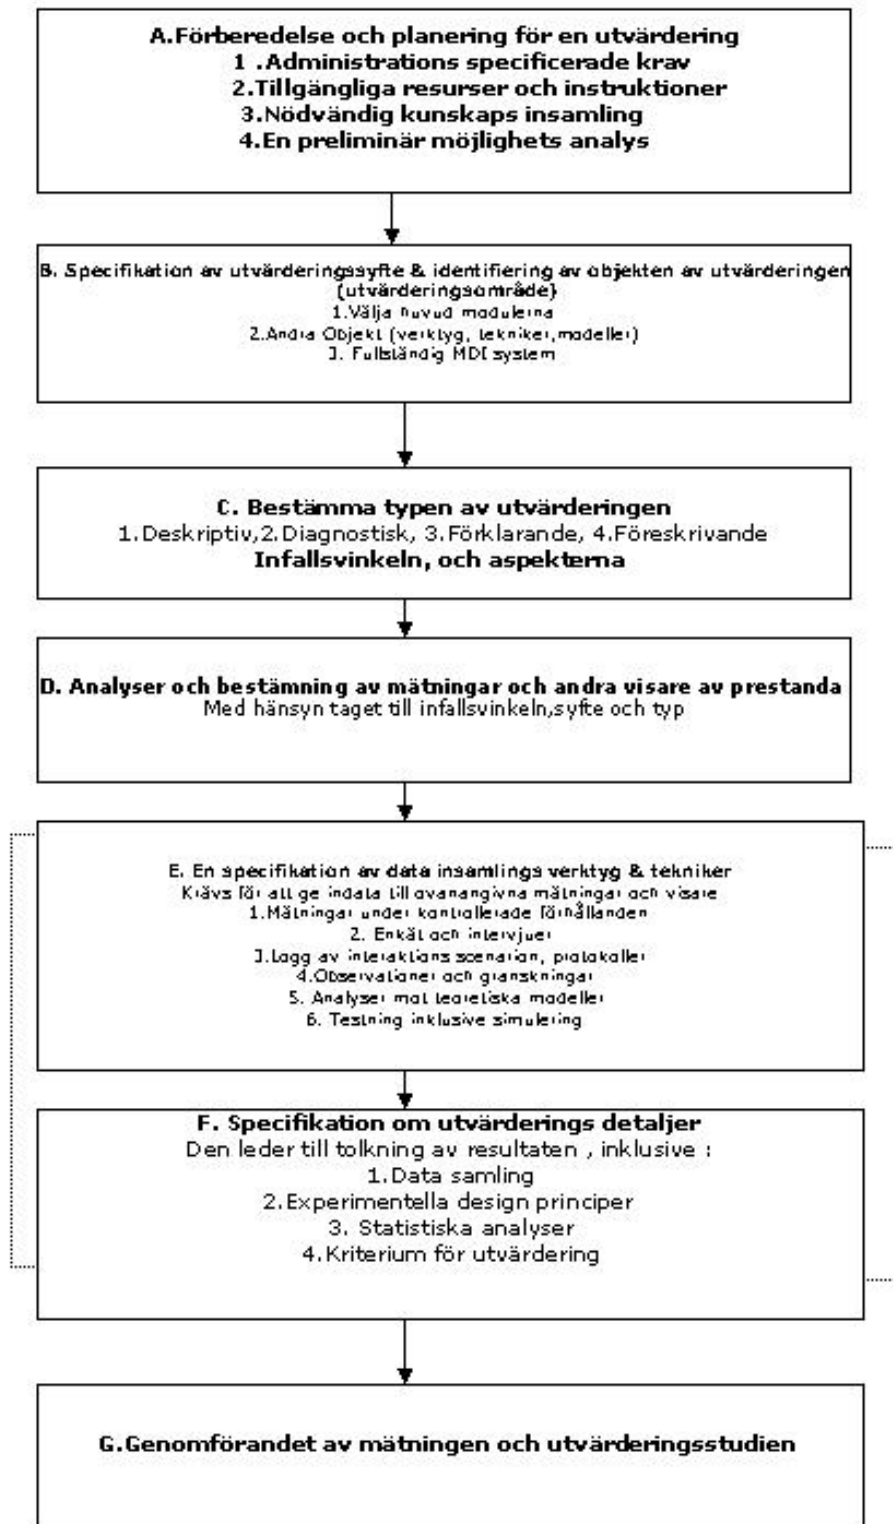 A.Förberedelse och planering för en utvärdering
1 .Administrations specificerade krav
2.Tillgängliga resurser och instruktioner
3.Nödvändig kunskaps insamling
4.En preliminär möjlighets analys
B. Specifikation av utvärderingssyfte & identifiering av objekten av utvärderingen
(utvärderingsområde)
1.Välja huvud modulerna
2.Andra Objekt (verktyg, tekniker,modeller)
3. Fullständig MDI system
C. Bestämma typen av utvärderingen
1.Deskriptiv,2.Diagnostisk, 3.Förklarande, 4.Föreskrivande
Infallsvinkeln, och aspekterna
D. Analyser och bestämning av mätningar och andra visare av prestanda
Med hänsyn taget till infallsvinkeln,syfte och typ
E. En specifikation av data insamlings verktyg & tekniker
Krävs för att ge indata till ovanangivna mätningar och visare
1.Mätningar under kontrollerade förhållanden
2. Enkät och intervjuer
3.Logg av interaktions scenarion, protokoller
4.Observationer och granskningar
5. Analyser mot teoretiska modeller
6. Testning inklusive simulering
F. Specifikation om utvärderings detaljer
Den leder till tolkning av resultaten , inklusive :
1.Data samling
2.Experimentella design principer
3. Statistiska analyser
4.Kriterium för utvärdering
G.Genomförandet av mätningen och utvärderingsstudien